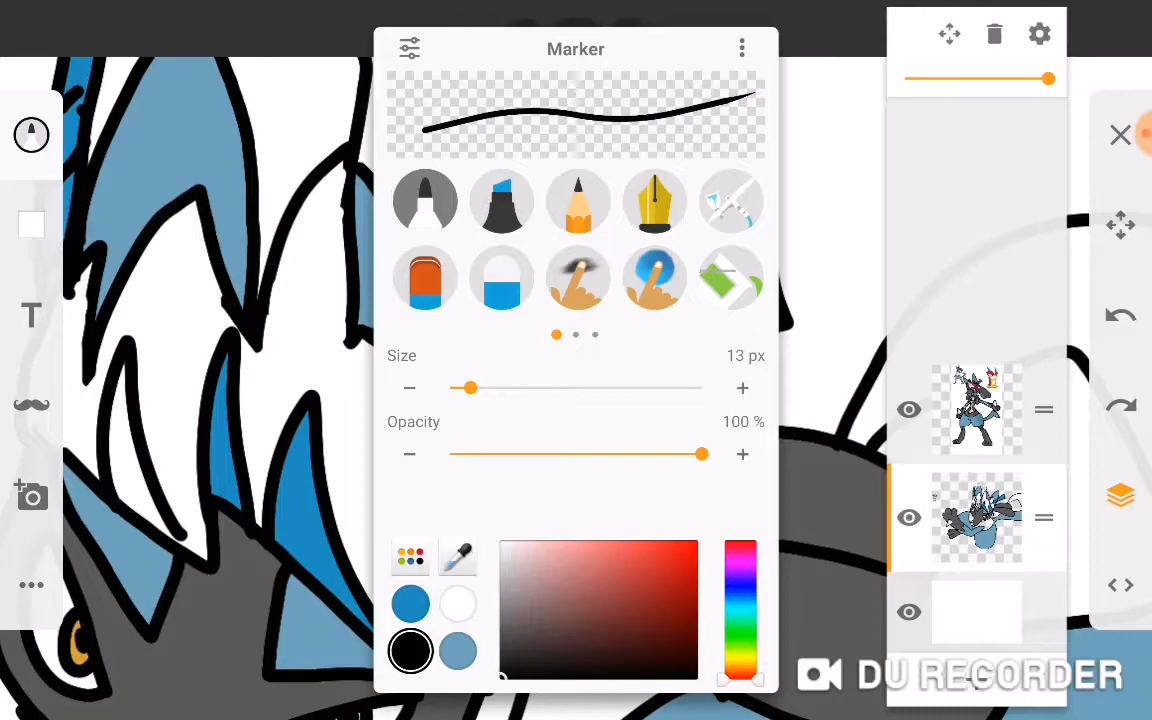 Marker
T
Size 13 px
Opacity 100 %
DU RECORDER